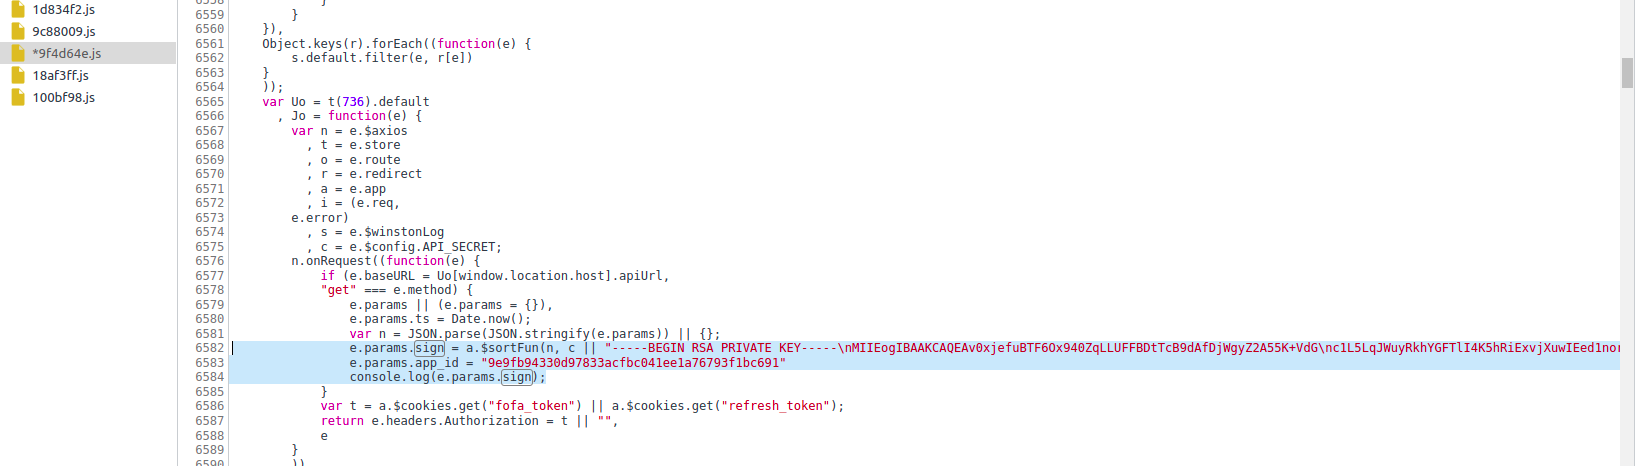 1d834f2.js
9c88009.js
*9f4d64e.js
18af3ff.js
100bf98.js
6558 }
6559 }
6560 }),
6561 Object.keys(r).forEach((function(e) {
6562 s.default.filter(e, r[e])
6563 }
6564 ));
6565 var Uo = t(736).default
6566 , Jo = function(e) {
6567 var n = e.$axios
6568 , t = e.store
6569 , o = e.route
6570 , r = e.redirect
6571 , a = e.app
6572 , i = (e.req,
6573 e.error)
6574 , s = e.$winstonLog
6575 , c = e.$config.API_SECRET;
6576 n.onRequest((function(e) {
6577 if (e.baseURL = Uo[window.location.host].apiUrl,
6578 "get" === e.method) {
6579 e.params || (e.params = {}),
6580 e.params.ts = Date.now();
6581 var n = JSON.parse(JSON.stringify(e.params)) || {};
6582 e.params.sign = a.$sortFun(n, c || "-----BEGIN RSA PRIVATE KEY-----\nMIIEogIBAAKCAQEAv0xjefuBTF6Ox940ZqLLUFFBDtTcB9dAfDjWgyZ2A55K+VdG\nc1L5LqJWuyRkhYGFTlI4K5hRiExvjXuwIEed1nor
6583 e.params.app_id = "9e9fb94330d97833acfbc041ee1a76793f1bc691"
6584 console.log(e.params.sign);
6585 }
6586 var t = a.$cookies.get("fofa_token") || a.$cookies.get("refresh_token");
6587 return e.headers.Authorization = t || "",
6588 e
6589 }
6590 ))